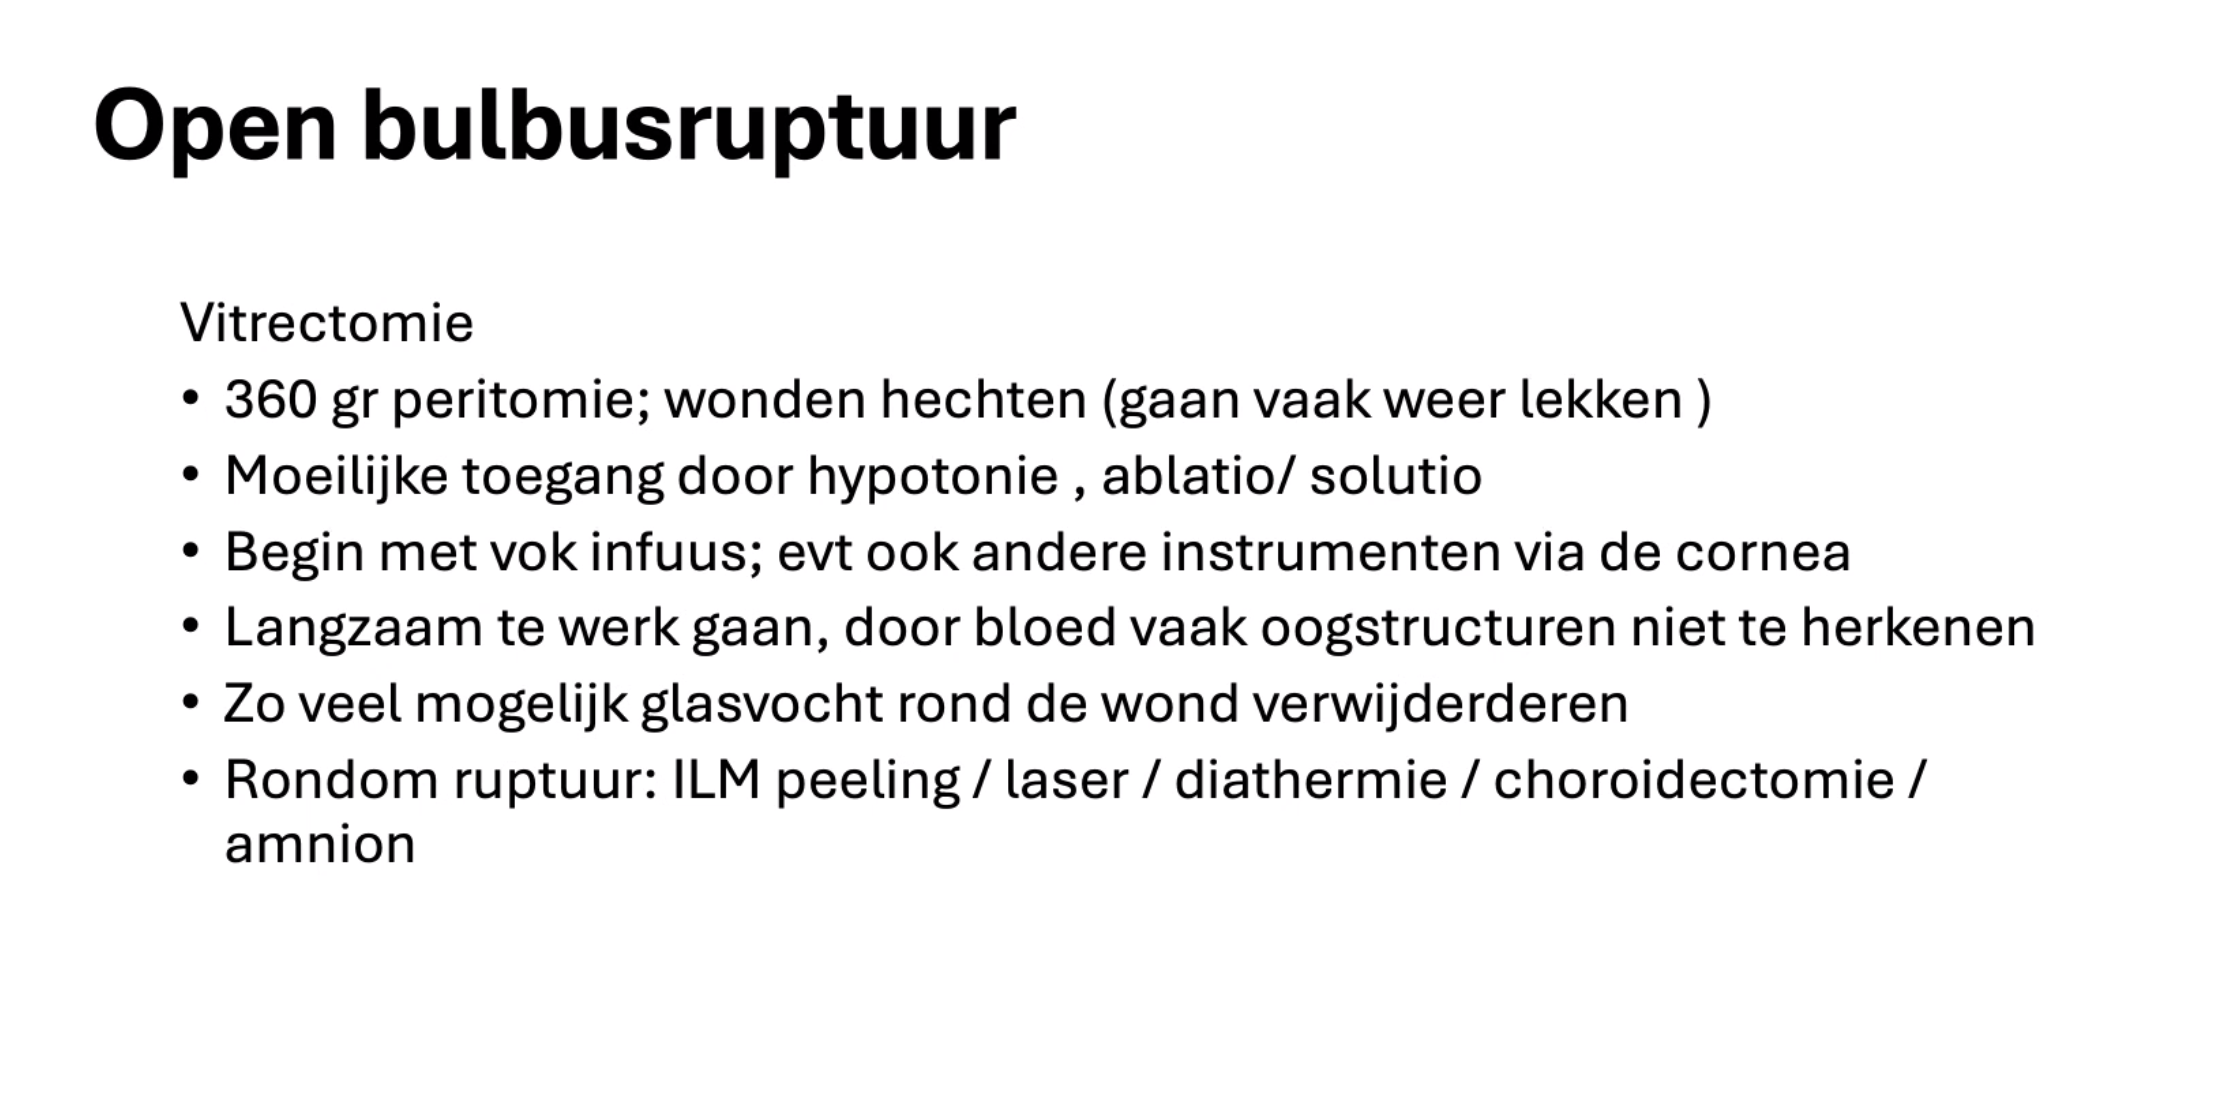 Open bulbusruptuur
Vitrectomie
• 360 gr peritomie; wonden hechten (gaan vaak weer lekken )
• Moeilijke toegang door hypotonie , ablatio/ solutio
• Begin met vok infuus; evt ook andere instrumenten via de cornea
• Langzaam te werk gaan, door bloed vaak oogstructuren niet te herkenen
• Zo veel mogelijk glasvocht rond de wond verwijderderen
• Rondom ruptuur: ILM peeling / laser / diathermie / choroidectomie /
amnion